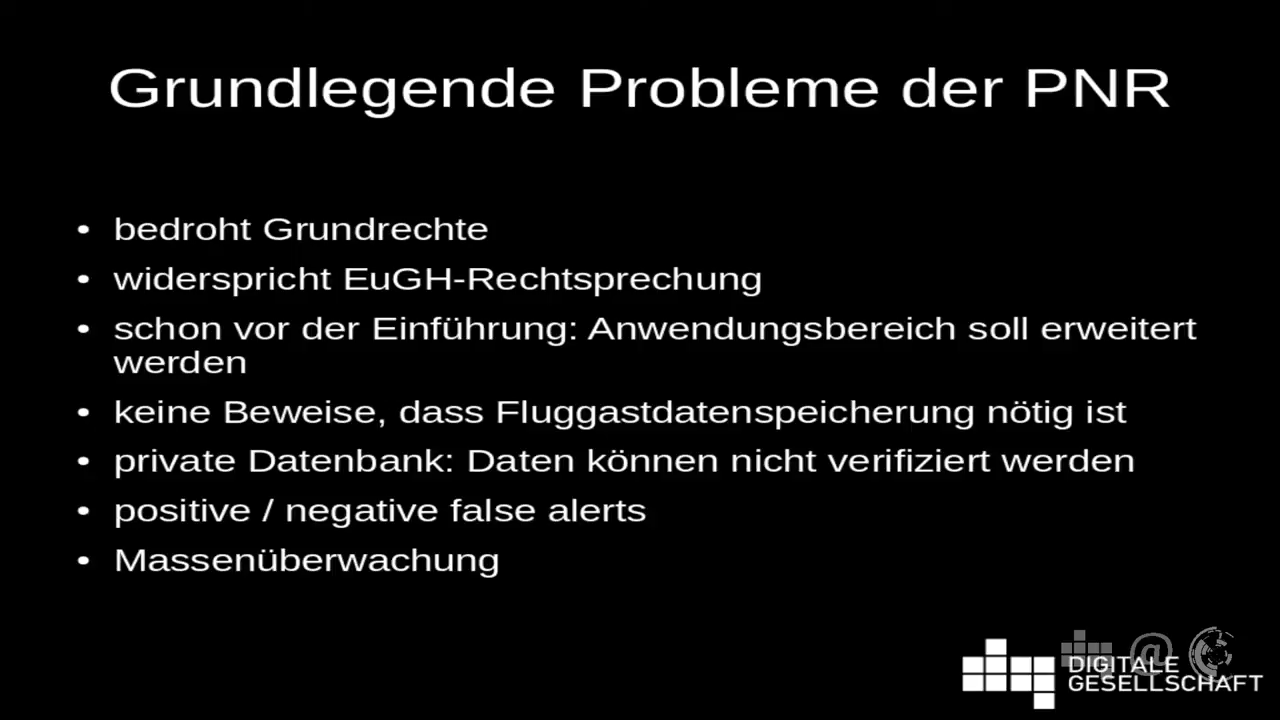 Grundlegende Probleme der PNR
• bedroht Grundrechte
• widerspricht EuGH-Rechtsprechung
• schon vor der Einführung: Anwendungsbereich soll erweitert
werden
• keine Beweise, dass Fluggastdatenspeicherung nötig ist
• private Datenbank: Daten können nicht verifiziert werden
• positive / negative false alerts
• Massenüberwachung
@
DIGITALE
GESELLSCHAFT